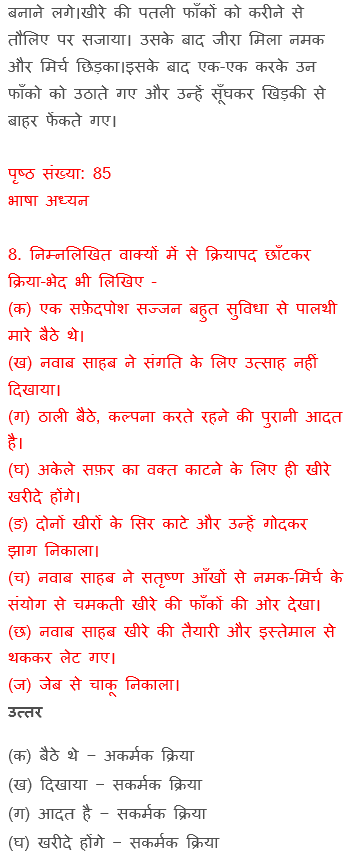 बनाने लगे।खीरे की पतली फाँकों को करीने से
तौलिए पर सजाया। उसके बाद जीरा मिला नमक
और मिर्च छिड़का।इसके बाद एक-एक करके उन
फाँको को उठाते गए और उन्हें सूँघकर खिड़की से
बाहर फेंकते गए।
पृष्ठ संख्या: 85
भाषा अध्यन
8. निम्नलिखित वाक्यों में से क्रियापद छाँटकर
क्रिया-भेद भी लिखिए -
(क) एक सफ़ेदपोश सज्जन बहुत सुविधा से पालथी
मारे बैठे थे।
(ख) नवाब साहब ने संगति के लिए उत्साह नहीं
दिखाया।
(ग) ठाली बैठे, कल्पना करते रहने की पुरानी आदत
है।
(घ) अकेले सफ़र का वक्त काटने के लिए ही खीरे
खरीदे होंगे।
(ङ) दोनों खीरों के सिर काटे और उन्हें गोदकर
झाग निकाला।
(च) नवाब साहब ने सतृष्ण आँखों से नमक-मिर्च के
संयोग से चमकती खीरे की फाँकों की ओर देखा।
(छ) नवाब साहब खीरे की तैयारी और इस्तेमाल से
थककर लेट गए।
(ज) जेब से चाकू निकाला।
उत्तर
(क) बैठे थे – अकर्मक क्रिया
(ख) दिखाया – सकर्मक क्रिया
(ग) आदत है – सकर्मक क्रिया
(घ) खरीदे होंगे – सकर्मक क्रिया